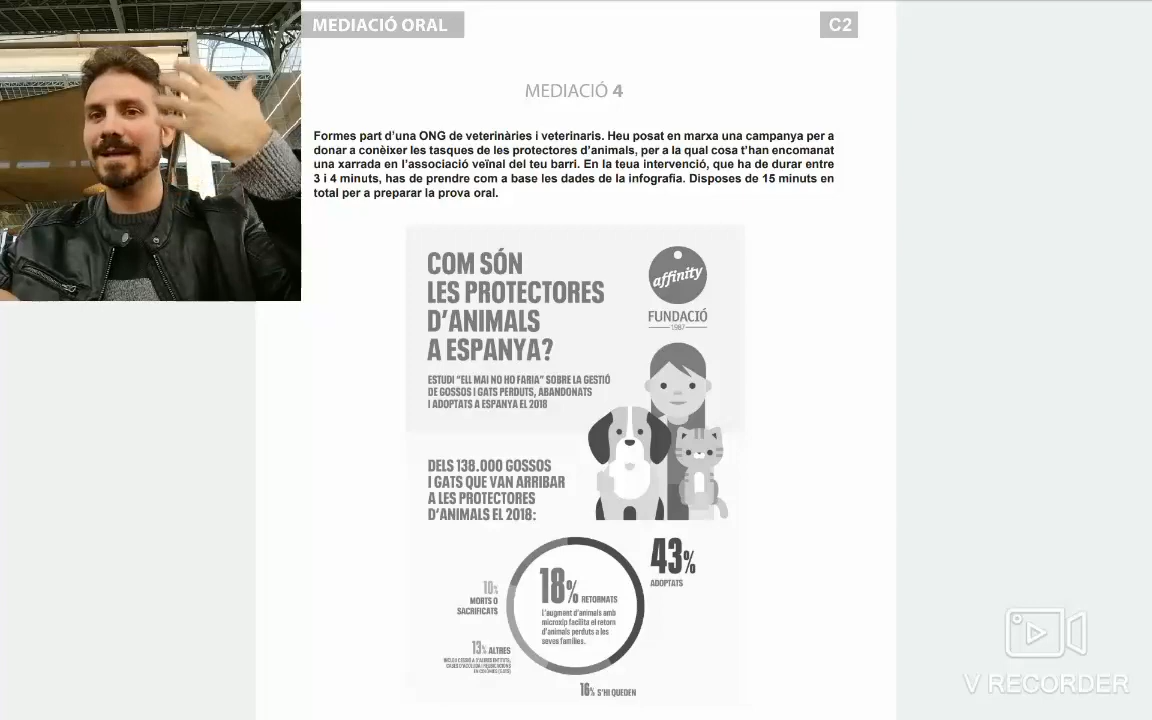 MEDIACIÓ ORAL
C2
MEDIACIÓ 4
Formes part d'una ONG de veterinàries i veterinaris. Heu posat en marxa una campanya per a
donar a conèixer les tasques de les protectores d'animals, per a la qual cosa t'han encomanat
una xarrada en l'associació veïnal del teu barri. En la teua intervenció, que ha de durar entre
3 i 4 minuts, has de prendre com a base les dades de la infografia. Disposes de 15 minuts en
total per a preparar la prova oral.
COM SÓN
LES PROTECTORES
D'ANIMALS
A ESPANYA?
affinity
FUNDACIÓ
1987
ESTUDI "ELL MAI NO HO FARIA" SOBRE LA GESTIÓ
DE GOSSOS I GATS PERDUTS, ABANDONATS
I ADOPTATS A ESPANYA EL 2018
DELS 138.000 GOSSOS
I GATS QUE VAN ARRIBAR
A LES PROTECTORES
D'ANIMALS EL 2018:
43%
ADOPTATS
18% RETORNATS
L'augment d'animals amb
microxip facilita el retorn
d'animals perduts a les
seves famílies.
10%
MORTS O
SACRIFICATS
13% ALTRES
16% S'HI QUEDEN
V RECORDER